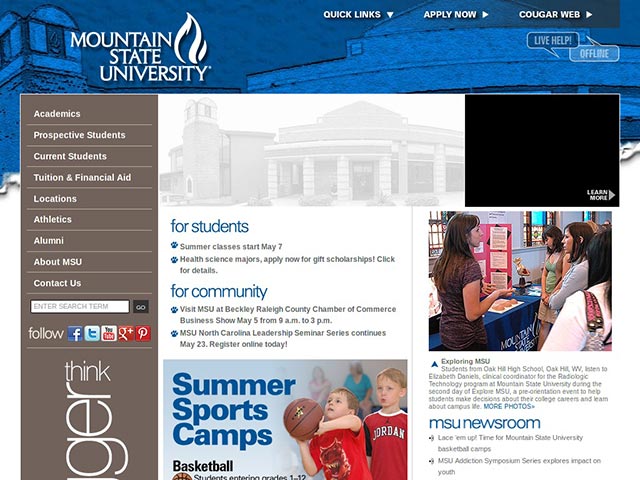 QUICK LINKS
APPLY NOW
COUGAR WEB
MOUNTAIN
STATE
UNIVERSITY
LIVE HELP!
OFFLINE
Academics
Prospective Students
Current Students
Tuition & Financial Aid
Locations
Athletics
Alumni
About MSU
Contact Us
ENTER SEARCH TERM
GO
follow
You Tube
think
gger
LEARN
MORE
for students
Summer classes start May 7
Health science majors, apply now for gift scholarships! Click
for details.
for community
Visit MSU at Beckley Raleigh County Chamber of Commerce
Business Show May 5 from 9 a.m. to 3 p.m.
MSU North Carolina Leadership Seminar Series continues
May 23. Register online today!
Summer
Sports
Camps
Basketball
Students entering grades 1–12
JORDAN
MOUNTAIN
STATE
Exploring MSU
Students from Oak Hill High School, Oak Hill, WV, listen to
Elizabeth Daniels, clinical coordinator for the Radiologic
Technology program at Mountain State University during the
second day of Explore MSU, a pre-orientation event to help
students make decisions about their college careers and learn
about campus life. MORE PHOTOS»
msu newsroom
Lace 'em up! Time for Mountain State University
basketball camps
MSU Addiction Symposium Series explores impact on
youth